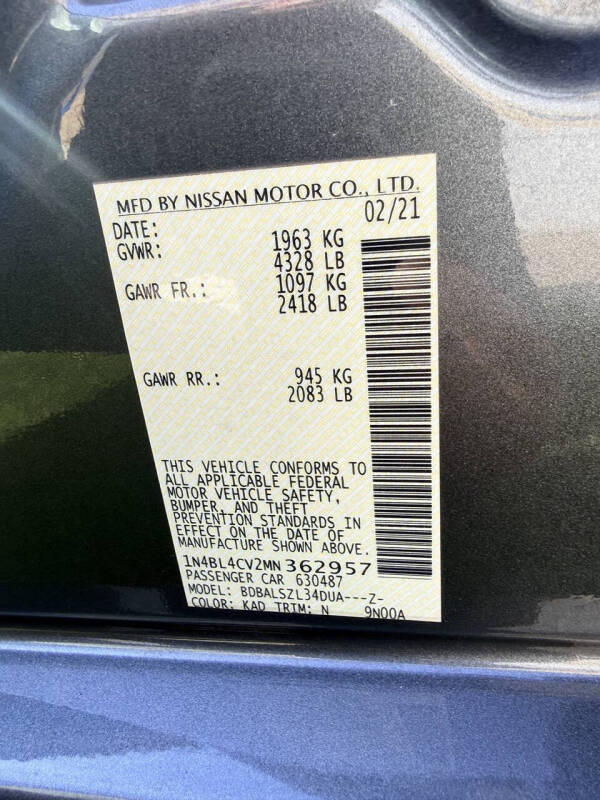 MFD BY NISSAN MOTOR CO., LTD.
DATE: 02/21
GVWR: 1963 KG
4328 LB
GAWR FR.: 1097 KG
2418 LB
GAWR RR.: 945 KG
2083 LB
THIS VEHICLE CONFORMS TO
ALL APPLICABLE FEDERAL
MOTOR VEHICLE SAFETY,
BUMPER, AND THEFT
PREVENTION STANDARDS IN
EFFECT ON THE DATE OF
MANUFACTURE SHOWN ABOVE.
1N4BL4CV2MN362957
PASSENGER CAR 630487
MODEL: BDBALSZL34DUA---Z-
COLOR: KAD TRIM: N 9N00A